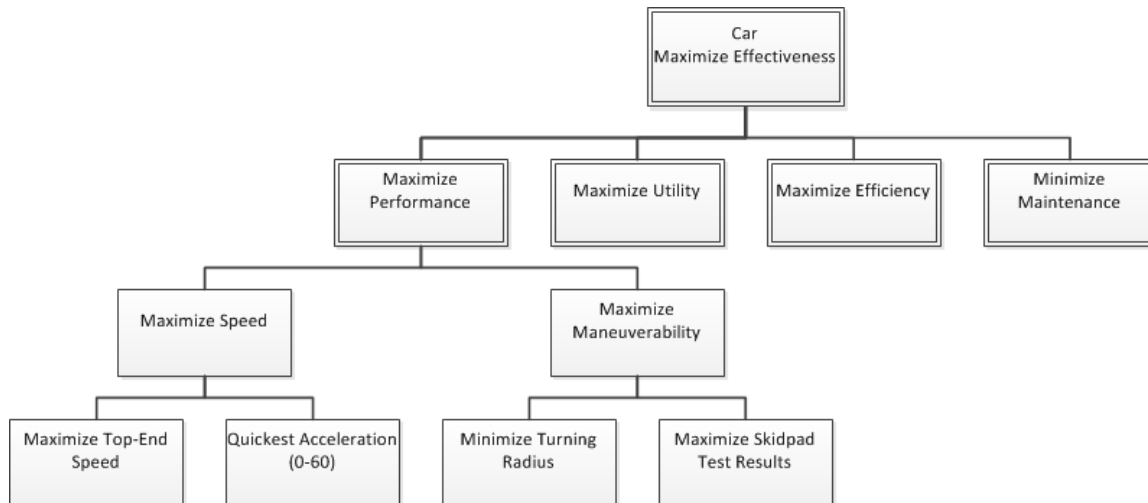 Car
Maximize Effectiveness
Maximize
Performance
Maximize Utility
Maximize Efficiency
Minimize
Maintenance
Maximize Speed
Maximize
Maneuverability
Maximize Top-End
Speed
Quickest Acceleration
(0-60)
Minimize Turning
Radius
Maximize Skidpad
Test Results